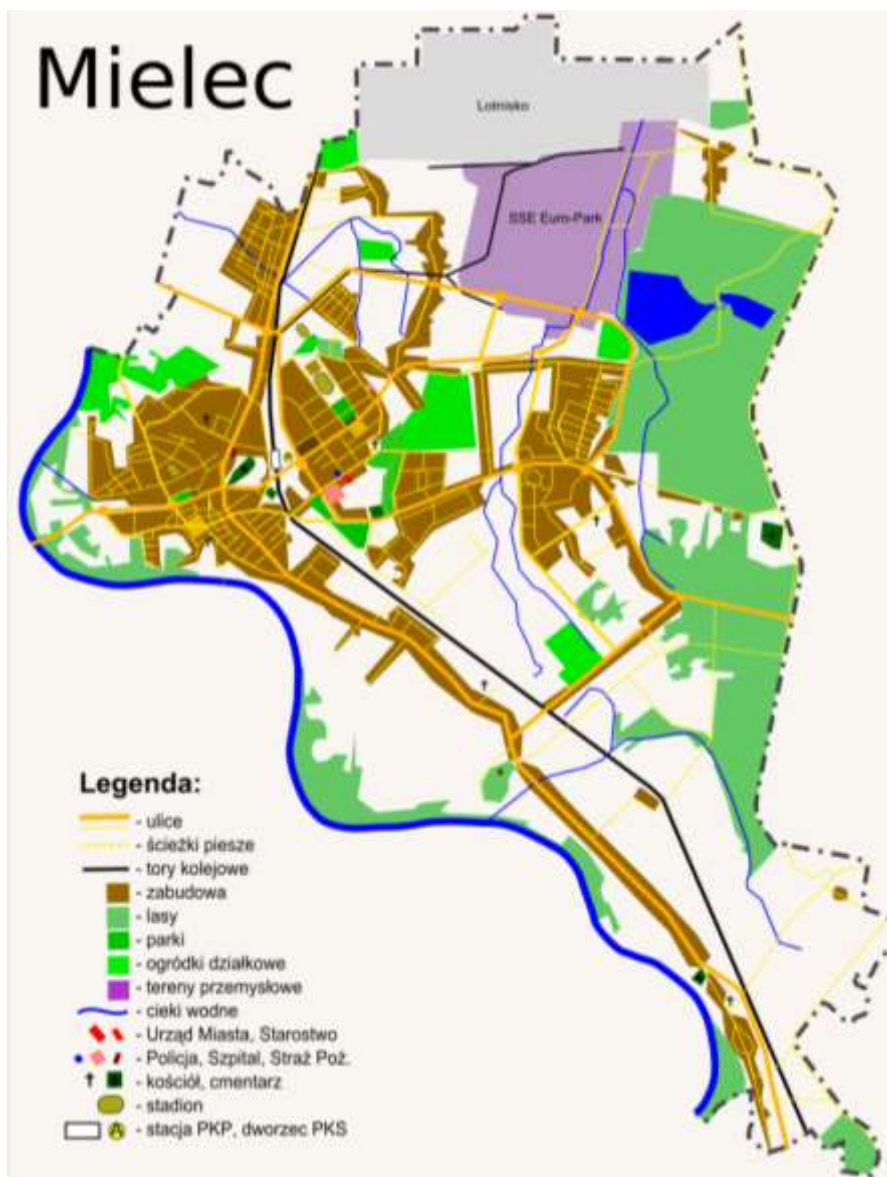 Mielec
Lotnisko
SSE Euro-Park
Legenda:
- ulice
- ścieżki piesze
- tory kolejowe
- zabudowa
- lasy
- parki
- ogródki działkowe
- tereny przemysłowe
- cieki wodne
- Urząd Miasta, Starostwo
- Policja, Szpital, Straż Poż.
- kościół, cmentarz
- stadion
- stacja PKP, dworzec PKS